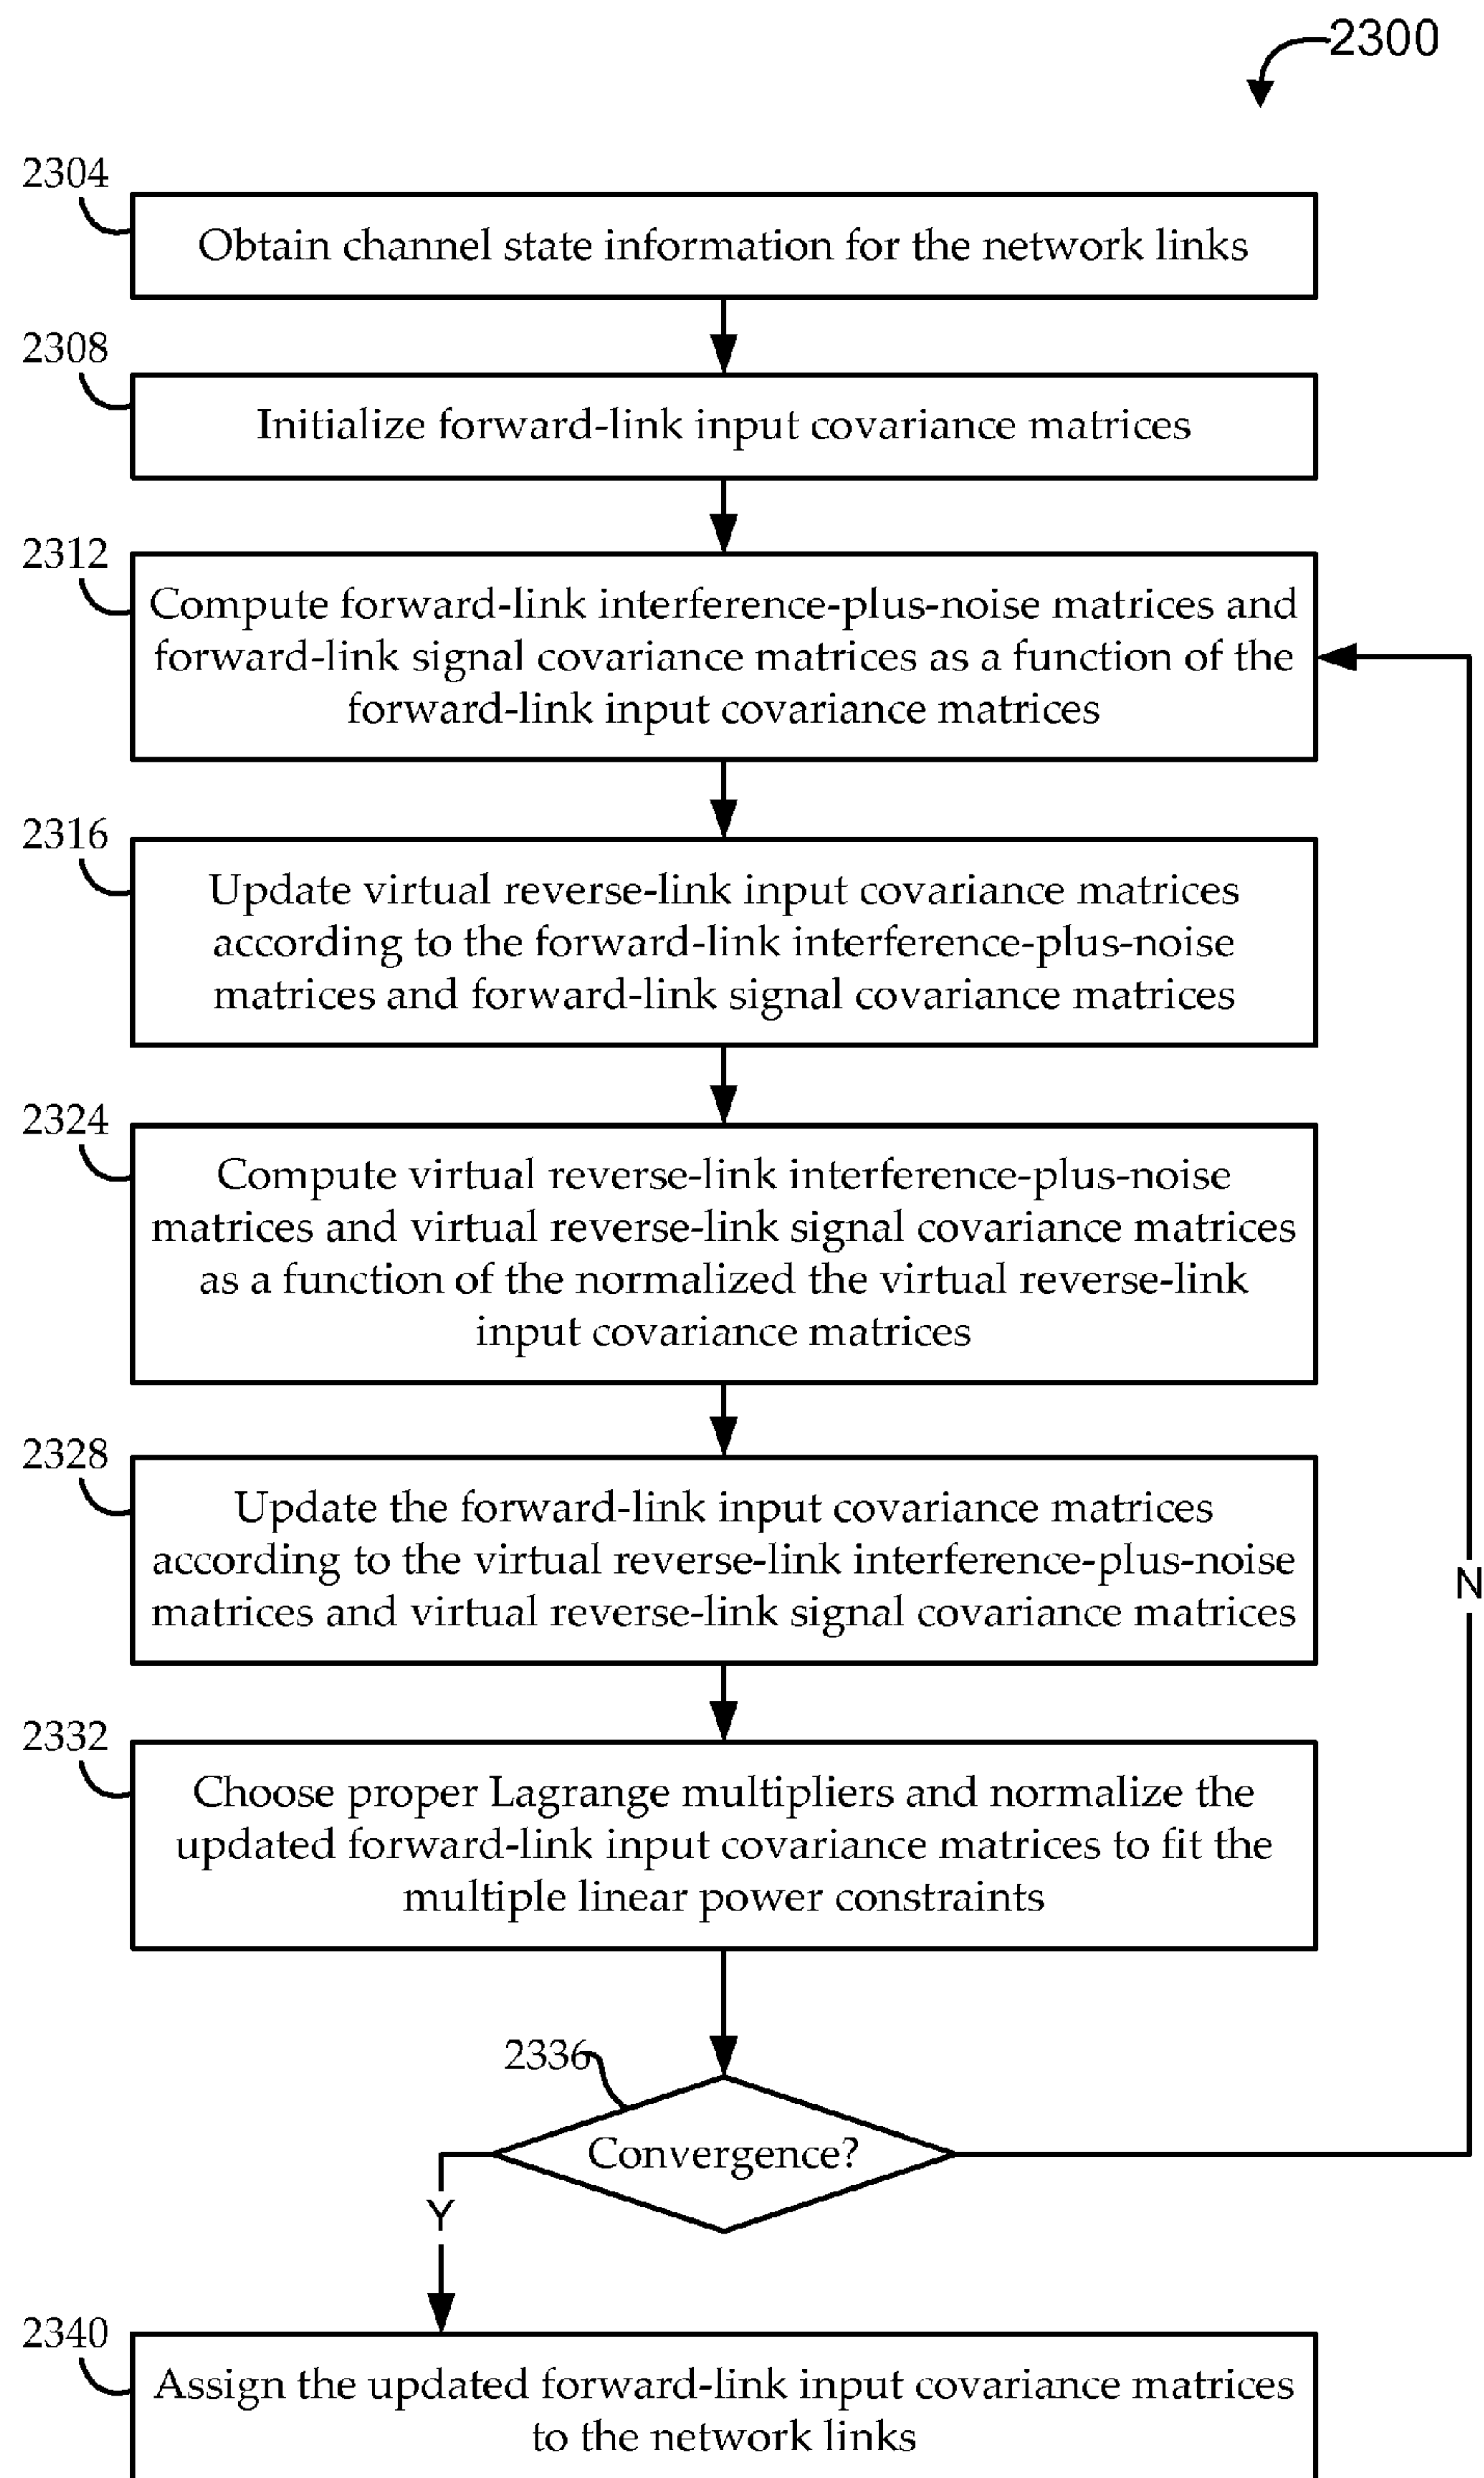 2300
2304
Obtain channel state information for the network links
2308
Initialize forward-link input covariance matrices
2312
Compute forward-link interference-plus-noise matrices and
forward-link signal covariance matrices as a function of the
forward-link input covariance matrices
2316
Update virtual reverse-link input covariance matrices
according to the forward-link interference-plus-noise
matrices and forward-link signal covariance matrices
2324
Compute virtual reverse-link interference-plus-noise
matrices and virtual reverse-link signal covariance matrices
as a function of the normalized the virtual reverse-link
input covariance matrices
2328
Update the forward-link input covariance matrices
according to the virtual reverse-link interference-plus-noise
matrices and virtual reverse-link signal covariance matrices
N
2332
Choose proper Lagrange multipliers and normalize the
updated forward-link input covariance matrices to fit the
multiple linear power constraints
2336
Convergence?
Y
2340
Assign the updated forward-link input covariance matrices
to the network links